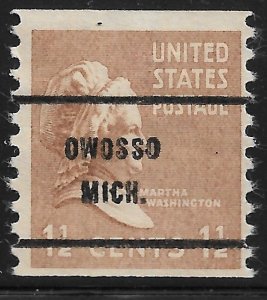 UNITED
STATES
POSTAGE
OWOSSO
MICH.
MARTHA
WASHINGTON
1½ CENTS 1½